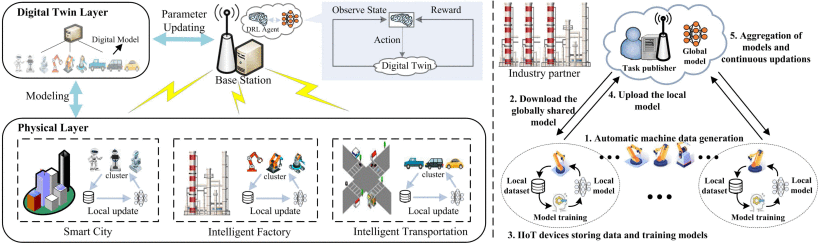 Digital Twin Layer
Digital Model
Parameter
Updating
DRL Agent
Base Station
Observe State
Reward
Action
Digital Twin
Modeling
Physical Layer
cluster
Local update
Smart City
cluster
Local update
Intelligent Factory
cluster
Local update
Intelligent Transportation
Industry partner
Task publisher
Global
model
5. Aggregation of
models and
continuous updations
2. Download the
globally shared
model
4. Upload the local
model
1. Automatic machine data generation
Local
dataset
Local
model
Model training
Local
dataset
Local
model
Model training
3. IIoT devices storing data and training models